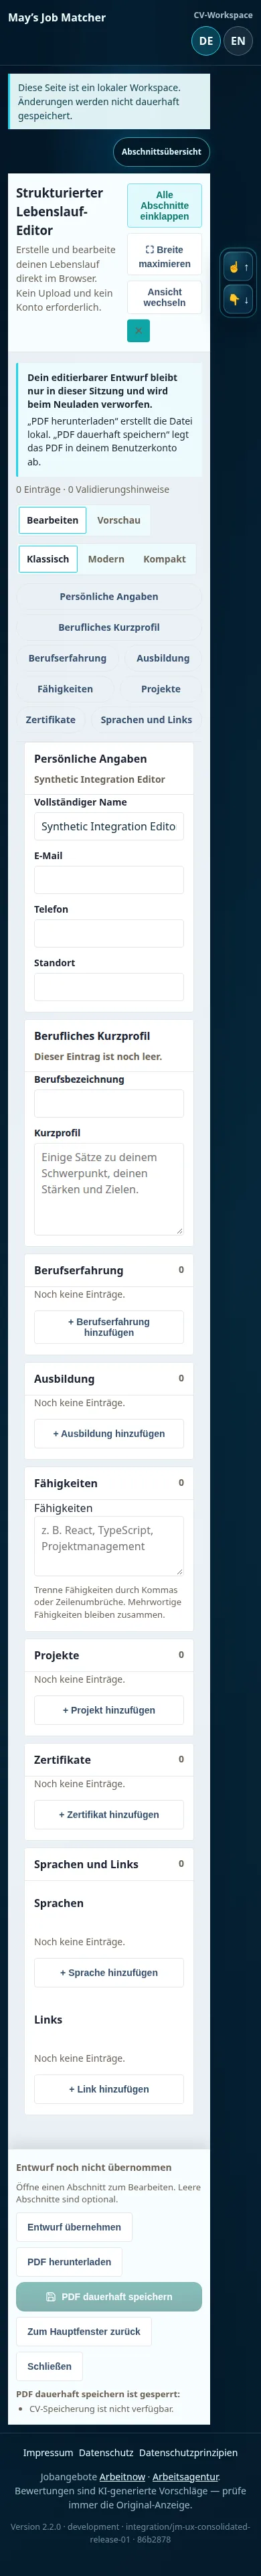 May's Job Matcher
CV-Workspace
DE EN
Diese Seite ist ein lokaler Workspace.
Änderungen werden nicht dauerhaft
gespeichert.
Abschnittsübersicht
Strukturierter
Lebenslauf-
Editor
Erstelle und bearbeite
deinen Lebenslauf
direkt im Browser.
Kein Upload und kein
Konto erforderlich.
Alle
Abschnitte
einklappen
⛶ Breite
maximieren
Ansicht
wechseln
×
☝ ↑
👇 ↓
Dein editierbarer Entwurf bleibt
nur in dieser Sitzung und wird
beim Neuladen verworfen.
„PDF herunterladen“ erstellt die Datei
lokal. „PDF dauerhaft speichern“ legt
das PDF in deinem Benutzerkonto
ab.
0 Einträge · 0 Validierungshinweise
Bearbeiten Vorschau
Klassisch Modern Kompakt
Persönliche Angaben
Berufliches Kurzprofil
Berufserfahrung Ausbildung
Fähigkeiten Projekte
Zertifikate Sprachen und Links
Persönliche Angaben
Synthetic Integration Editor
Vollständiger Name
Synthetic Integration Edito
E-Mail
Telefon
Standort
Berufliches Kurzprofil
Dieser Eintrag ist noch leer.
Berufsbezeichnung
Kurzprofil
Einige Sätze zu deinem
Schwerpunkt, deinen
Stärken und Zielen.
Berufserfahrung 0
Noch keine Einträge.
+ Berufserfahrung
hinzufügen
Ausbildung 0
Noch keine Einträge.
+ Ausbildung hinzufügen
Fähigkeiten 0
Fähigkeiten
z. B. React, TypeScript,
Projektmanagement
Trenne Fähigkeiten durch Kommas
oder Zeilenumbrüche. Mehrwortige
Fähigkeiten bleiben zusammen.
Projekte 0
Noch keine Einträge.
+ Projekt hinzufügen
Zertifikate 0
Noch keine Einträge.
+ Zertifikat hinzufügen
Sprachen und Links 0
Sprachen
Noch keine Einträge.
+ Sprache hinzufügen
Links
Noch keine Einträge.
+ Link hinzufügen
Entwurf noch nicht übernommen
Öffne einen Abschnitt zum Bearbeiten. Leere
Abschnitte sind optional.
Entwurf übernehmen
PDF herunterladen
PDF dauerhaft speichern
Zum Hauptfenster zurück
Schließen
PDF dauerhaft speichern ist gesperrt:
• CV-Speicherung ist nicht verfügbar.
Impressum Datenschutz Datenschutzprinzipien
Jobangebote Arbeitnow · Arbeitsagentur.
Bewertungen sind KI-generierte Vorschläge — prüfe
immer die Original-Anzeige.
Version 2.2.0 · development · integration/jm-ux-consolidated-
release-01 · 86b2878